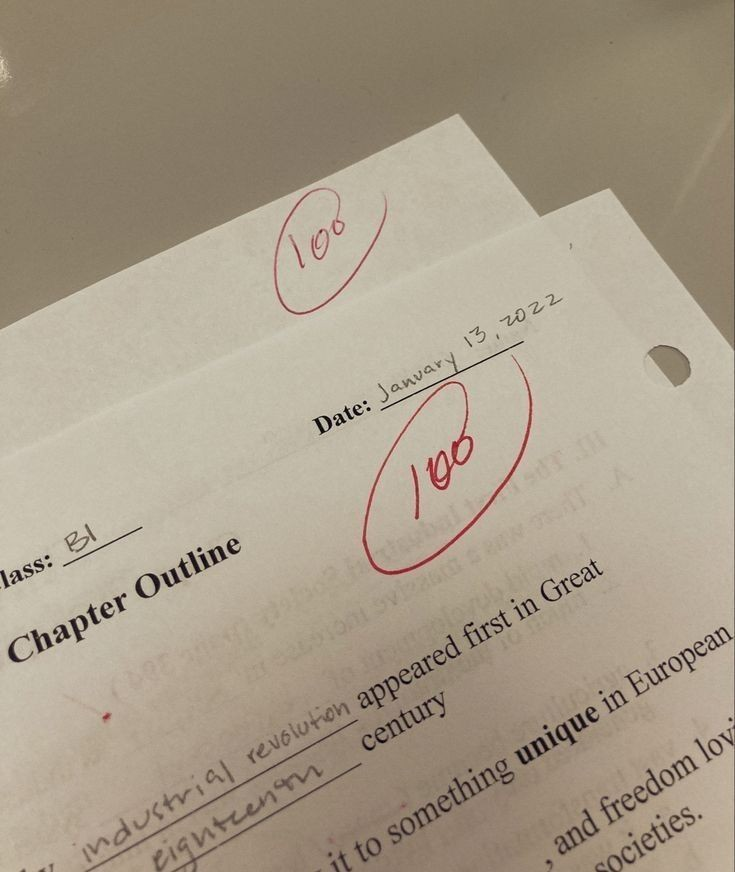 100
Date: January 13, 2022
100
lass: B1
Chapter Outline
industrial revolution appeared first in Great
eighteenth century
it to something unique in European
, and freedom lovi
societies.